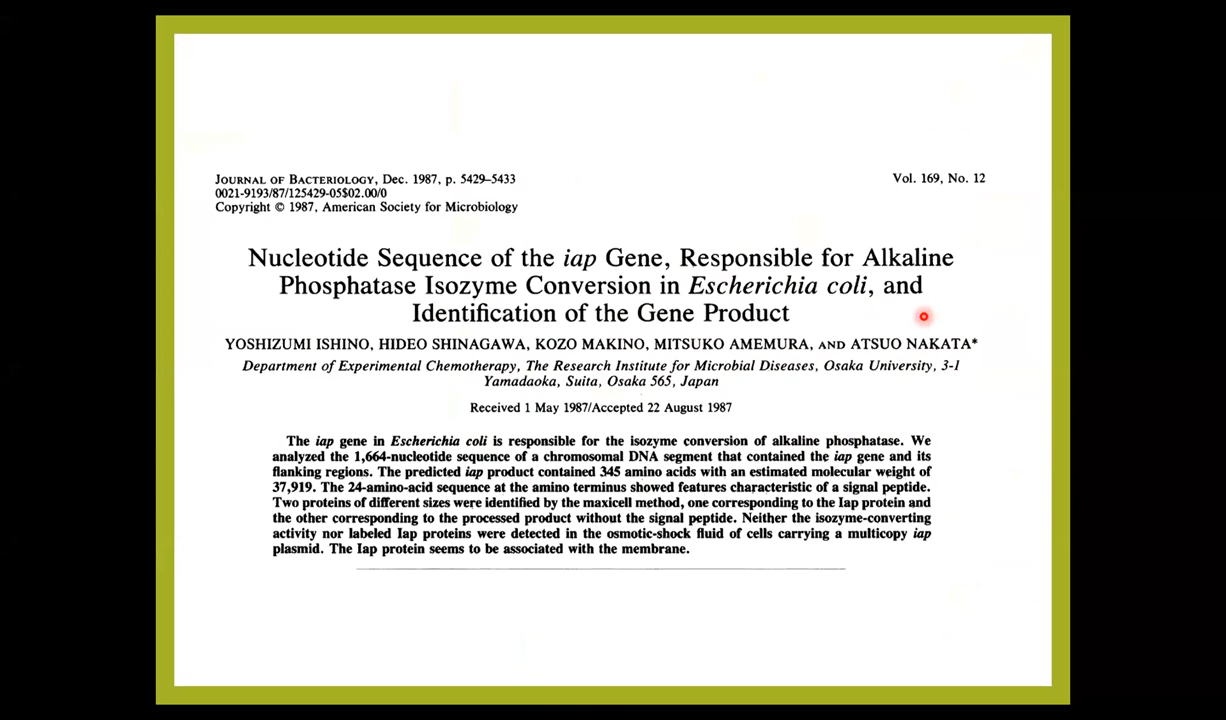 JOURNAL OF BACTERIOLOGY, Dec. 1987, p. 5429–5433
Vol. 169, No. 12
0021-9193/87/125429-05$02.00/0
Copyright © 1987, American Society for Microbiology
Nucleotide Sequence of the iap Gene, Responsible for Alkaline
Phosphatase Isozyme Conversion in Escherichia coli, and
Identification of the Gene Product
YOSHIZUMI ISHINO, HIDEO SHINAGAWA, KOZO MAKINO, MITSUKO AMEMURA, AND ATSUO NAKATA*
Department of Experimental Chemotherapy, The Research Institute for Microbial Diseases, Osaka University, 3-1
Yamadaoka, Suita, Osaka 565, Japan
Received 1 May 1987/Accepted 22 August 1987
The iap gene in Escherichia coli is responsible for the isozyme conversion of alkaline phosphatase. We
analyzed the 1,664-nucleotide sequence of a chromosomal DNA segment that contained the iap gene and its
flanking regions. The predicted iap product contained 345 amino acids with an estimated molecular weight of
37,919. The 24-amino-acid sequence at the amino terminus showed features characteristic of a signal peptide.
Two proteins of different sizes were identified by the maxicell method, one corresponding to the Iap protein and
the other corresponding to the processed product without the signal peptide. Neither the isozyme-converting
activity nor labeled Iap proteins were detected in the osmotic-shock fluid of cells carrying a multicopy iap
plasmid. The Iap protein seems to be associated with the membrane.